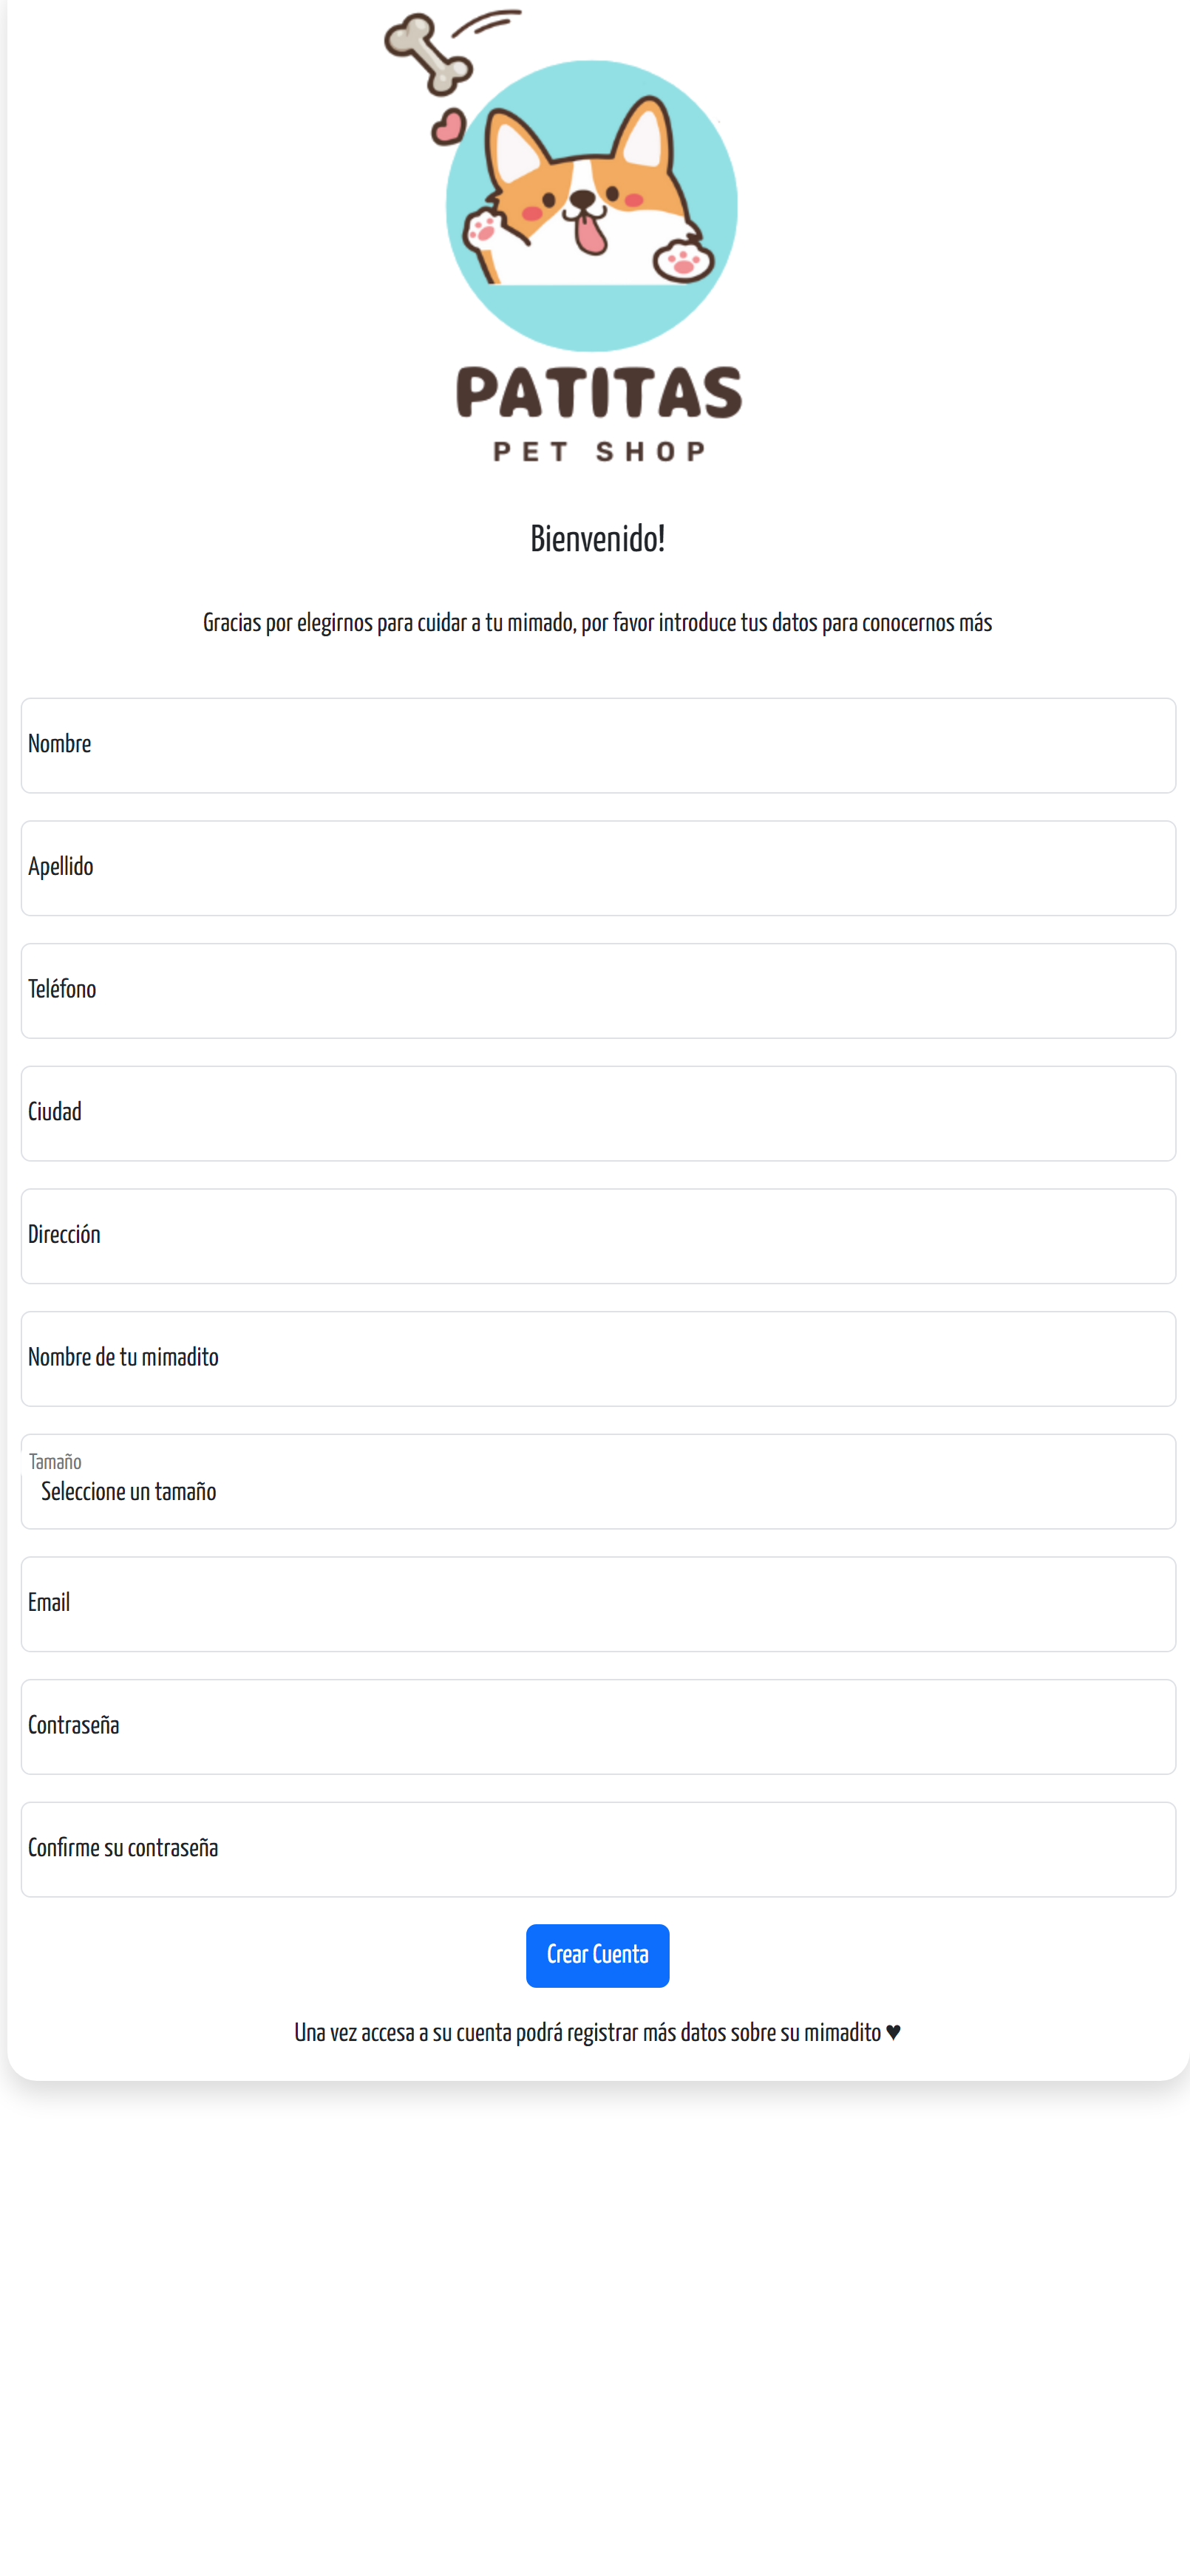 PATITAS
PET SHOP
Bienvenido!
Gracias por elegirnos para cuidar a tu mimado, por favor introduce tus datos para conocernos más
Nombre
Apellido
Teléfono
Ciudad
Dirección
Nombre de tu mimadito
Tamaño
Seleccione un tamaño
Email
Contraseña
Confirme su contraseña
Crear Cuenta
Una vez accesa a su cuenta podrá registrar más datos sobre su mimadito ♥